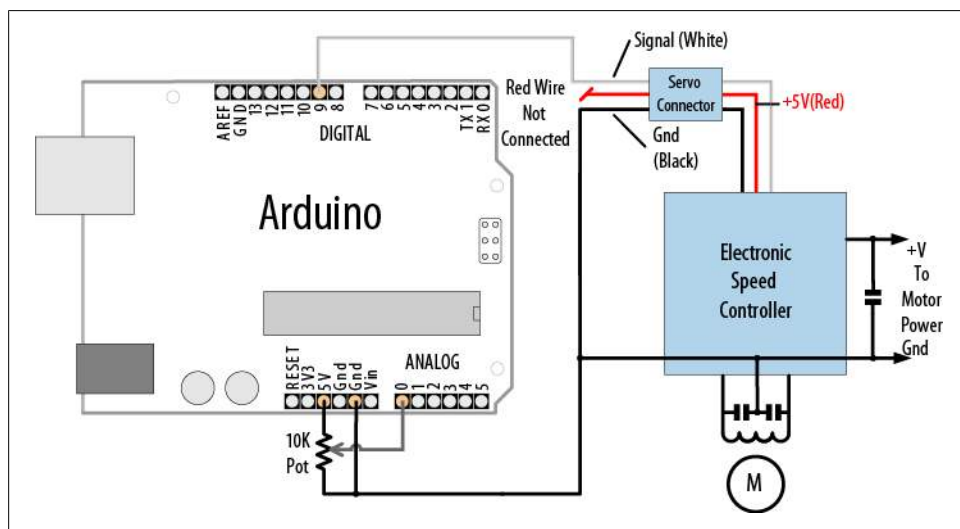 Signal (White)
AREF
GND
13
12
11
10
9
8
7
6
5
4
3
2
TX 1
RX 0
DIGITAL
Red Wire
Not
Connected
Servo
Connector
+5V(Red)
Gnd
(Black)
Arduino
Electronic
Speed
Controller
+V
To
Motor
Power
Gnd
RESET
3V3
5V
Gnd
Gnd
Vin
ANALOG
0
1
2
3
4
5
10K
Pot
M